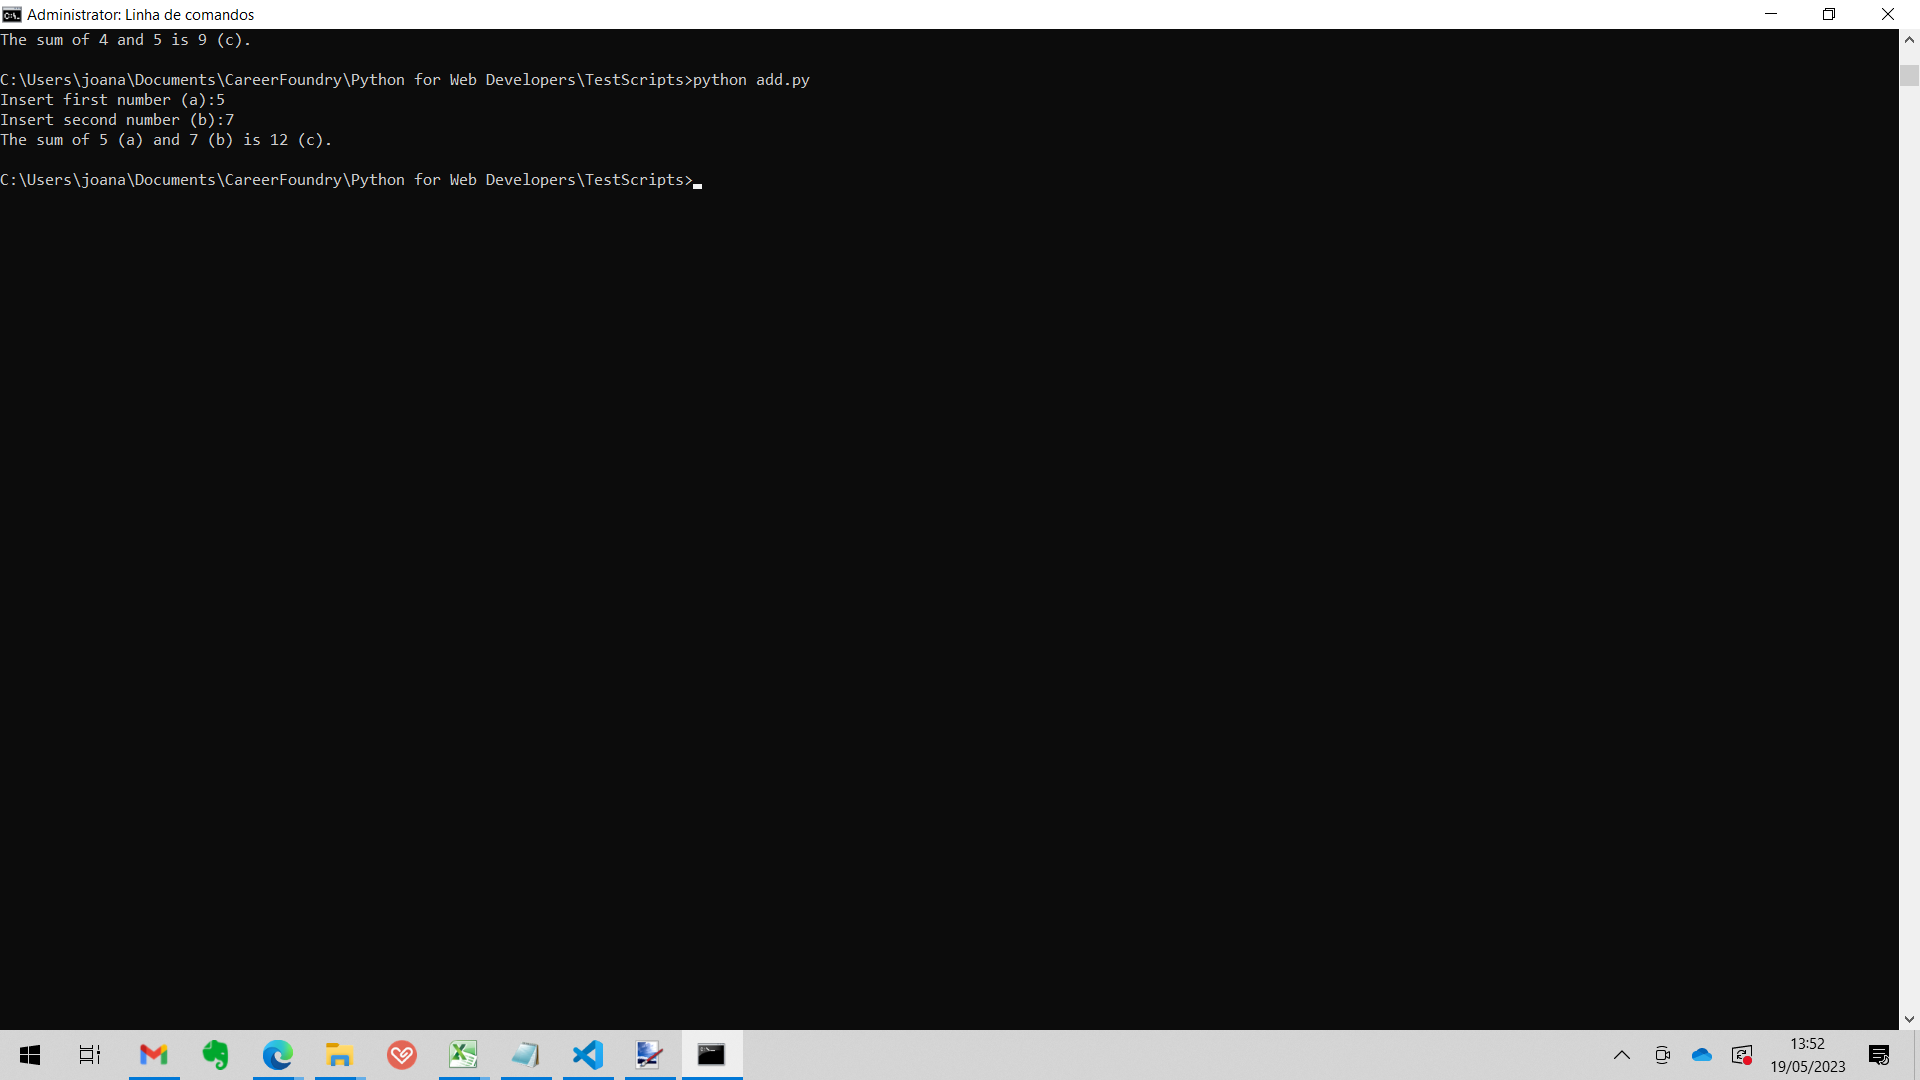 Administrator: Linha de comandos
The sum of 4 and 5 is 9 (c).
C:\Users\joana\Documents\CareerFoundry\Python for Web Developers\TestScripts>python add.py
Insert first number (a):5
Insert second number (b):7
The sum of 5 (a) and 7 (b) is 12 (c).
C:\Users\joana\Documents\CareerFoundry\Python for Web Developers\TestScripts>
13:52
19/05/2023